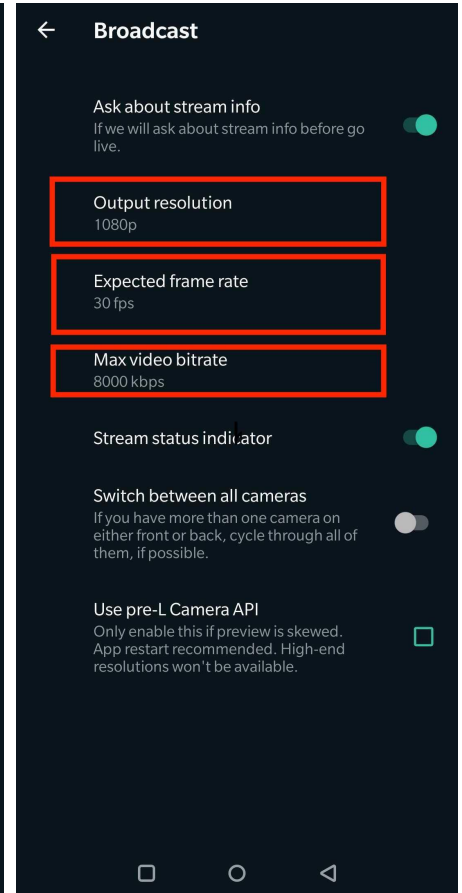 Broadcast
Ask about stream info
If we will ask about stream info before go
live.
Output resolution
1080p
Expected frame rate
30 fps
Max video bitrate
8000 kbps
Stream status indicator
Switch between all cameras
If you have more than one camera on
either front or back, cycle through all of
them, if possible.
Use pre-L Camera API
Only enable this if preview is skewed.
App restart recommended. High-end
resolutions won't be available.